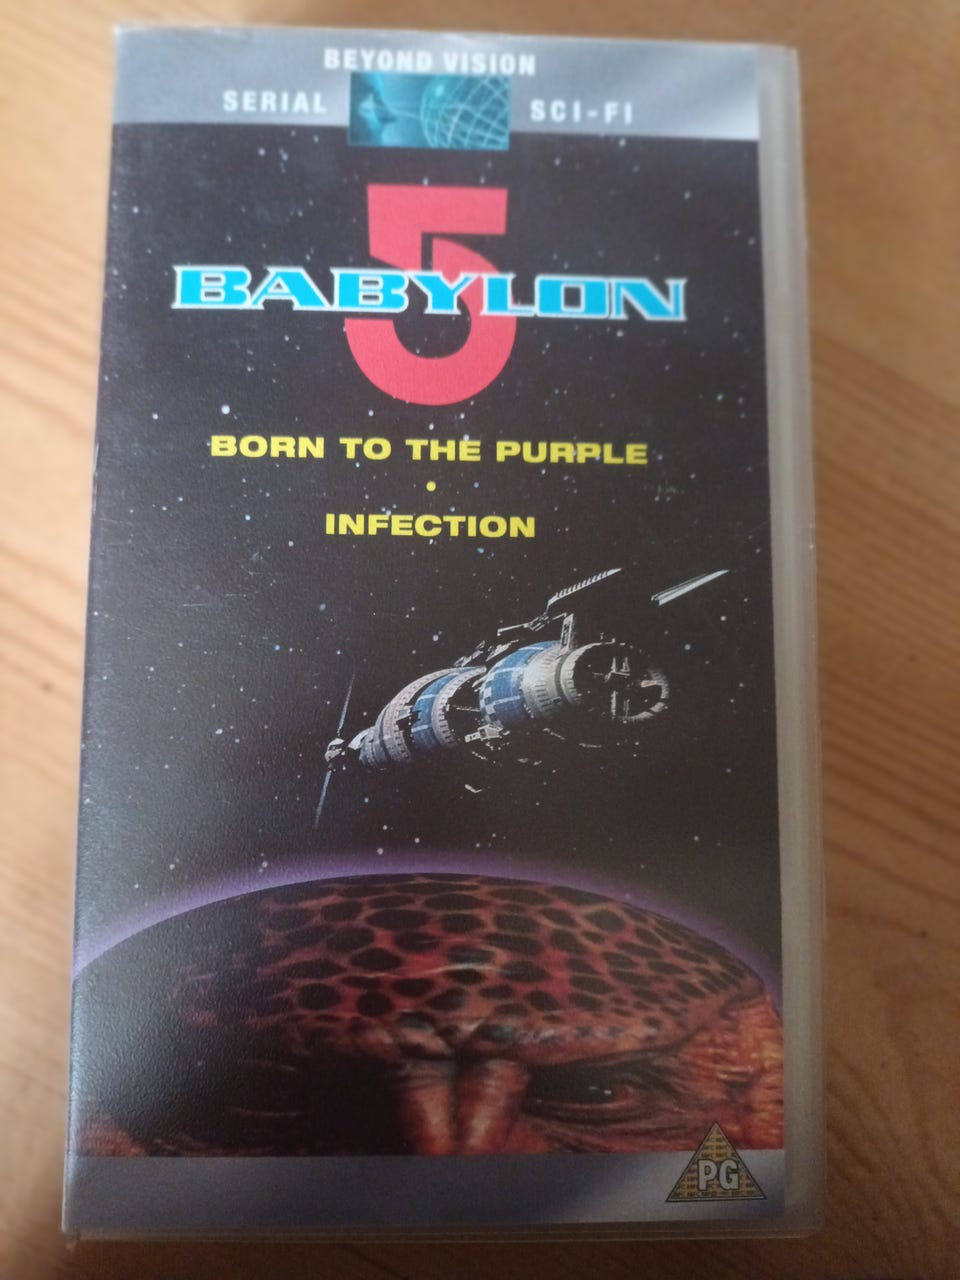 BEYOND VISION
SERIAL SCI-FI
5
BABYLON
BORN TO THE PURPLE
•
INFECTION
PG